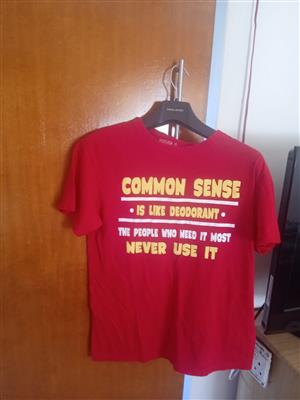 COMMON SENSE
• IS LIKE DEODORANT •
THE PEOPLE WHO NEED IT MOST
NEVER USE IT